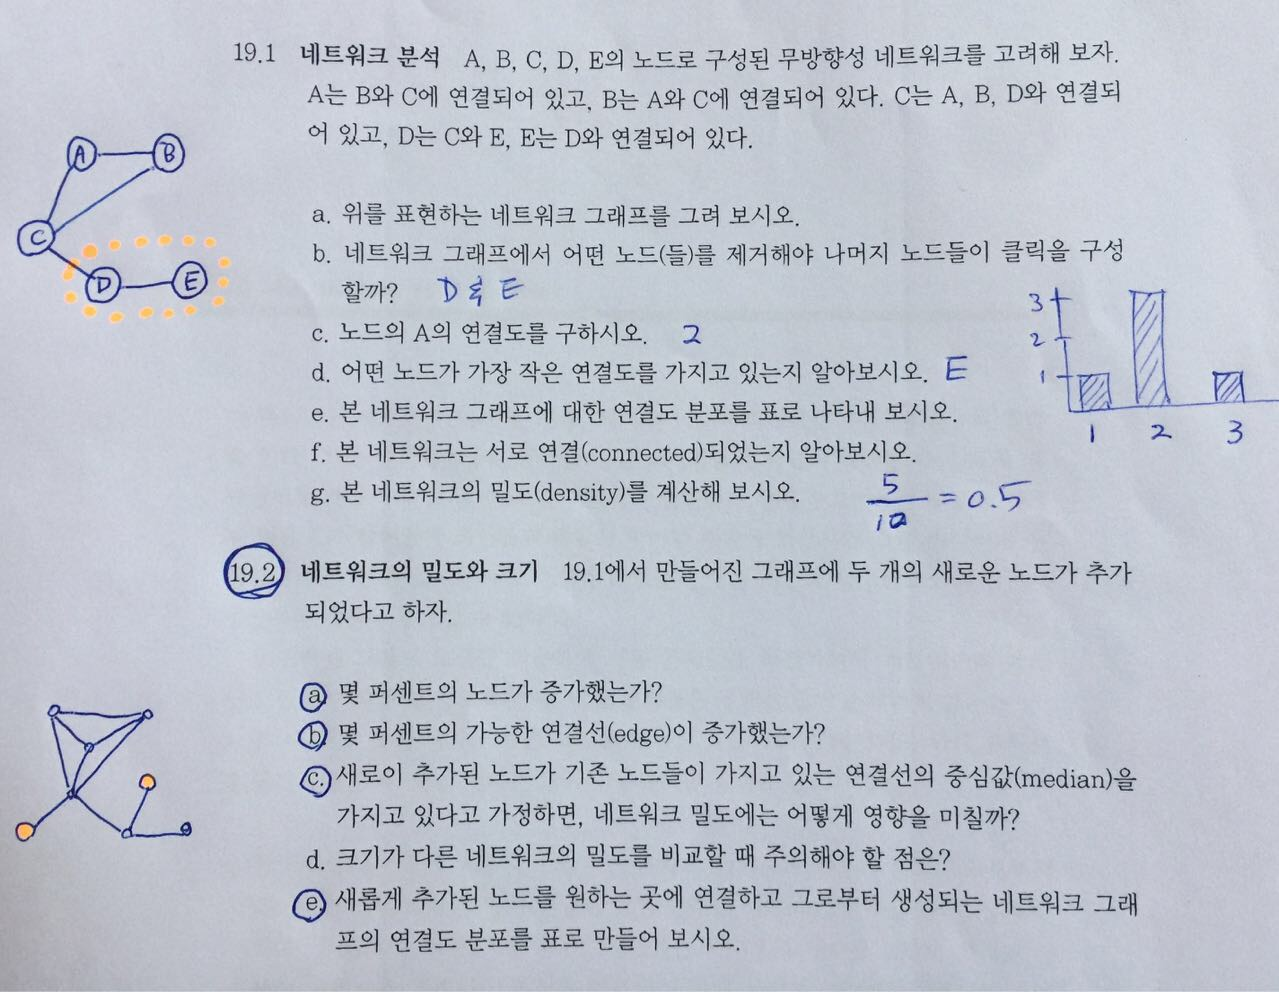 19.1 네트워크 분석 A, B, C, D, E의 노드로 구성된 무방향성 네트워크를 고려해 보자.
A는 B와 C에 연결되어 있고, B는 A와 C에 연결되어 있다. C는 A, B, D와 연결되
어 있고, D는 C와 E, E는 D와 연결되어 있다.
A B
C
D E
a. 위를 표현하는 네트워크 그래프를 그려 보시오.
b. 네트워크 그래프에서 어떤 노드(들)를 제거해야 나머지 노드들이 클릭을 구성
할까? D & E
c. 노드의 A의 연결도를 구하시오. 2
d. 어떤 노드가 가장 작은 연결도를 가지고 있는지 알아보시오. E
e. 본 네트워크 그래프에 대한 연결도 분포를 표로 나타내 보시오.
3
2
1
1 2 3
f. 본 네트워크는 서로 연결(connected)되었는지 알아보시오.
g. 본 네트워크의 밀도(density)를 계산해 보시오.
5
10 = 0.5
19.2 네트워크의 밀도와 크기 19.1에서 만들어진 그래프에 두 개의 새로운 노드가 추가
되었다고 하자.
a. 몇 퍼센트의 노드가 증가했는가?
b. 몇 퍼센트의 가능한 연결선(edge)이 증가했는가?
c. 새로이 추가된 노드가 기존 노드들이 가지고 있는 연결선의 중심값(median)을
가지고 있다고 가정하면, 네트워크 밀도에는 어떻게 영향을 미칠까?
d. 크기가 다른 네트워크의 밀도를 비교할 때 주의해야 할 점은?
e. 새롭게 추가된 노드를 원하는 곳에 연결하고 그로부터 생성되는 네트워크 그래
프의 연결도 분포를 표로 만들어 보시오.